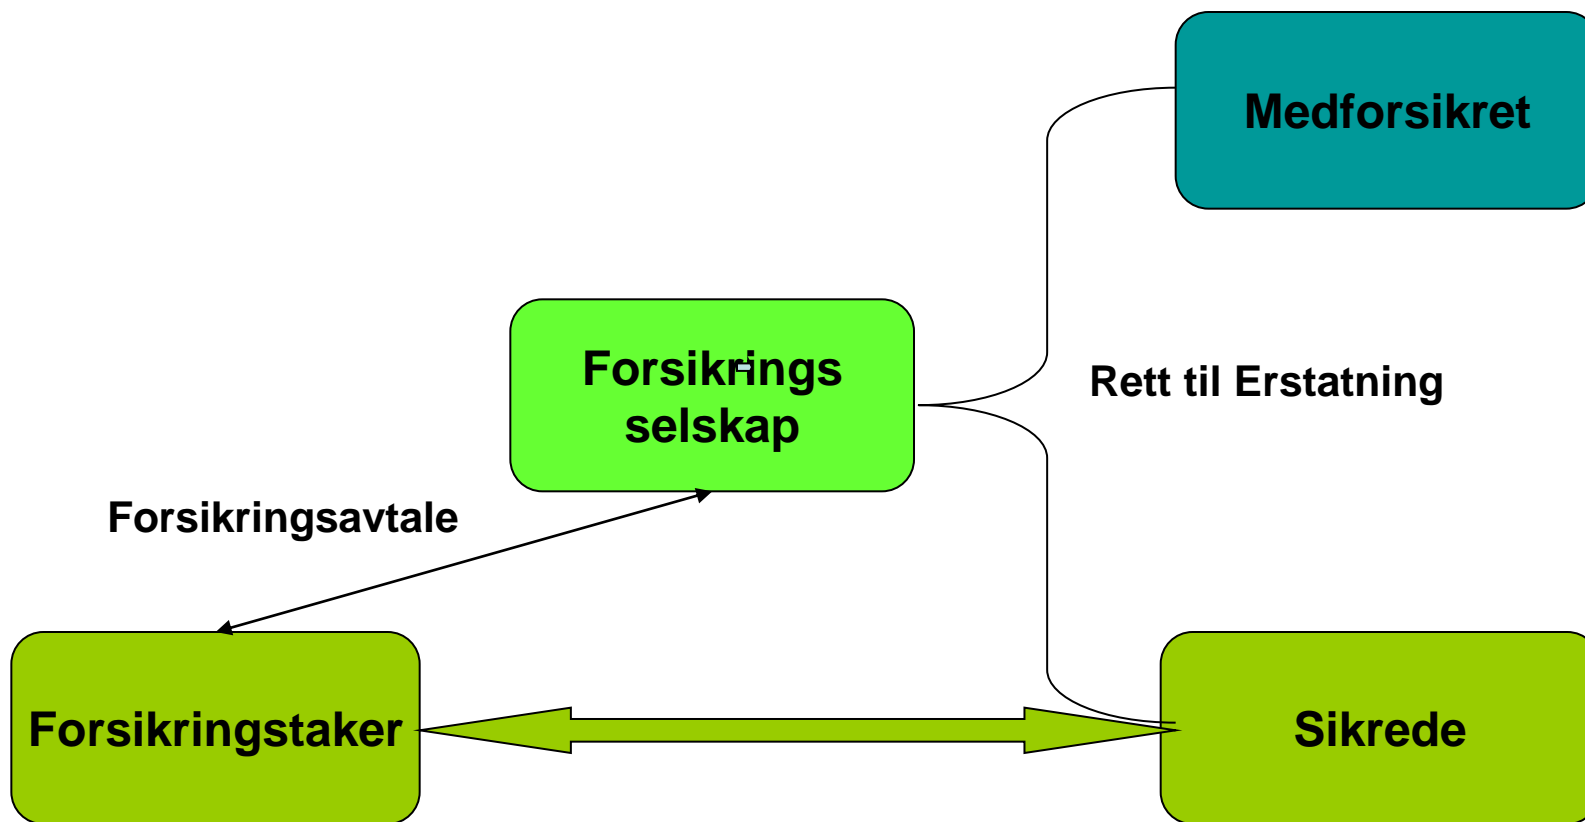 Medforsikret
Forsikrings
selskap
Rett til Erstatning
Forsikringsavtale
Forsikringstaker
Sikrede